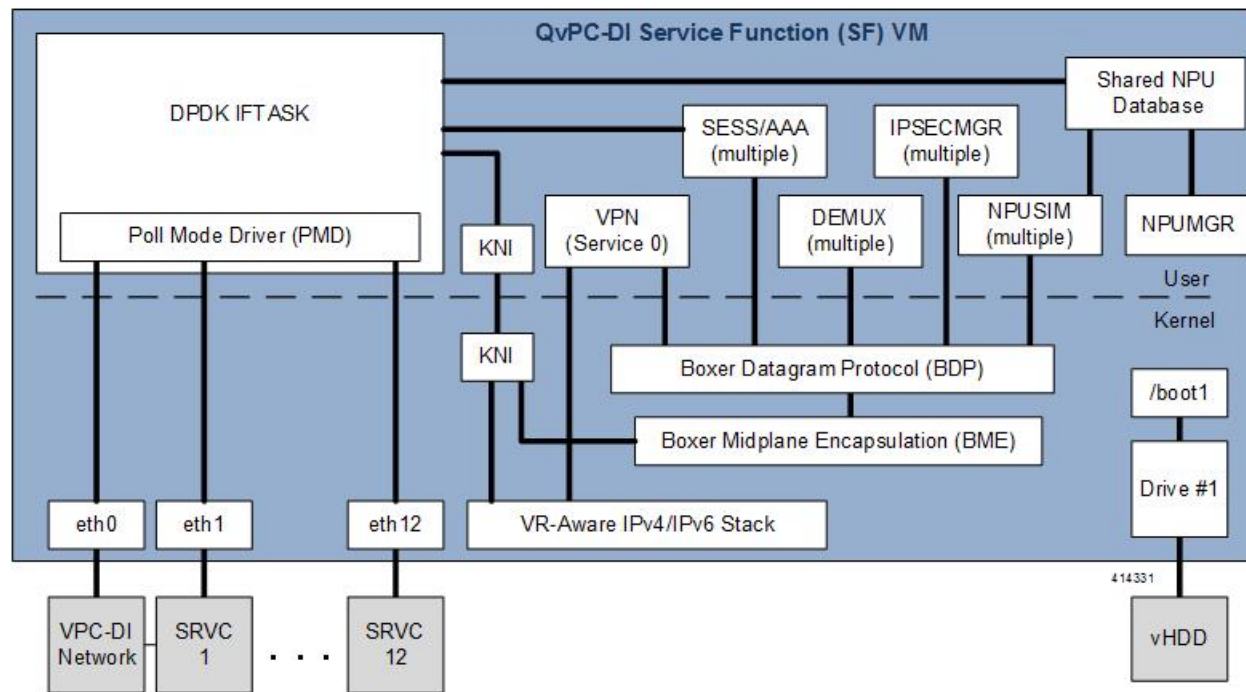 QvPC-DI Service Function (SF) VM
DPDK IFTASK
Poll Mode Driver (PMD)
Shared NPU
Database
SESS/AAA
(multiple)
IPSECMGR
(multiple)
VPN
(Service 0)
DEMUX
(multiple)
NPUSIM
(multiple)
NPUMGR
KNI
User
Kernel
KNI
Boxer Datagram Protocol (BDP)
/boot1
Boxer Midplane Encapsulation (BME)
Drive #1
eth0
eth1
eth12
VR-Aware IPv4/IPv6 Stack
414331
VPC-DI
Network
SRVC
1
. . .
SRVC
12
vHDD